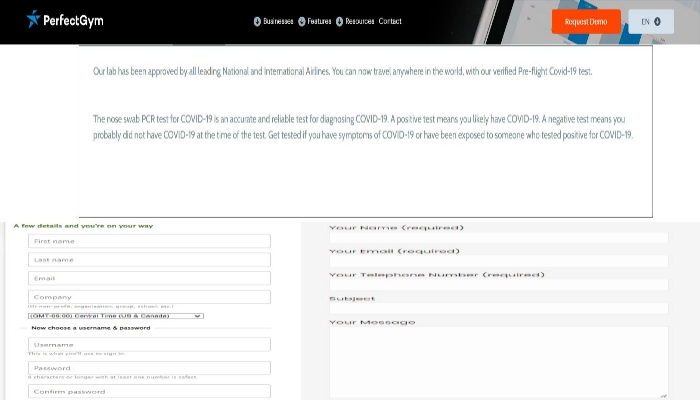 PerfectGym
Businesses Features Resources Contact
Request Demo
EN
Our lab has been approved by all leading National and International Airlines. You can now travel anywhere in the world, with our verified Pre-flight Covid-19 test.
The nose swab PCR test for COVID-19 is an accurate and reliable test for diagnosing COVID-19. A positive test means you likely have COVID-19. A negative test means you
probably did not have COVID-19 at the time of the test. Get tested if you have symptoms of COVID-19 or have been exposed to someone who tested positive for COVID-19.
A few details and you're on your way
First name
Last name
Email
Company
(Or non-profit, organization, group, school, etc.)
(GMT-06:00) Central Time (US & Canada)
Now choose a username & password
Username
This is what you'll use to sign in.
Password
6 characters or longer with at least one number is safest.
Confirm password
Your Name (required)
Your Email (required)
Your Telephone Number (required)
Subject
Your Message